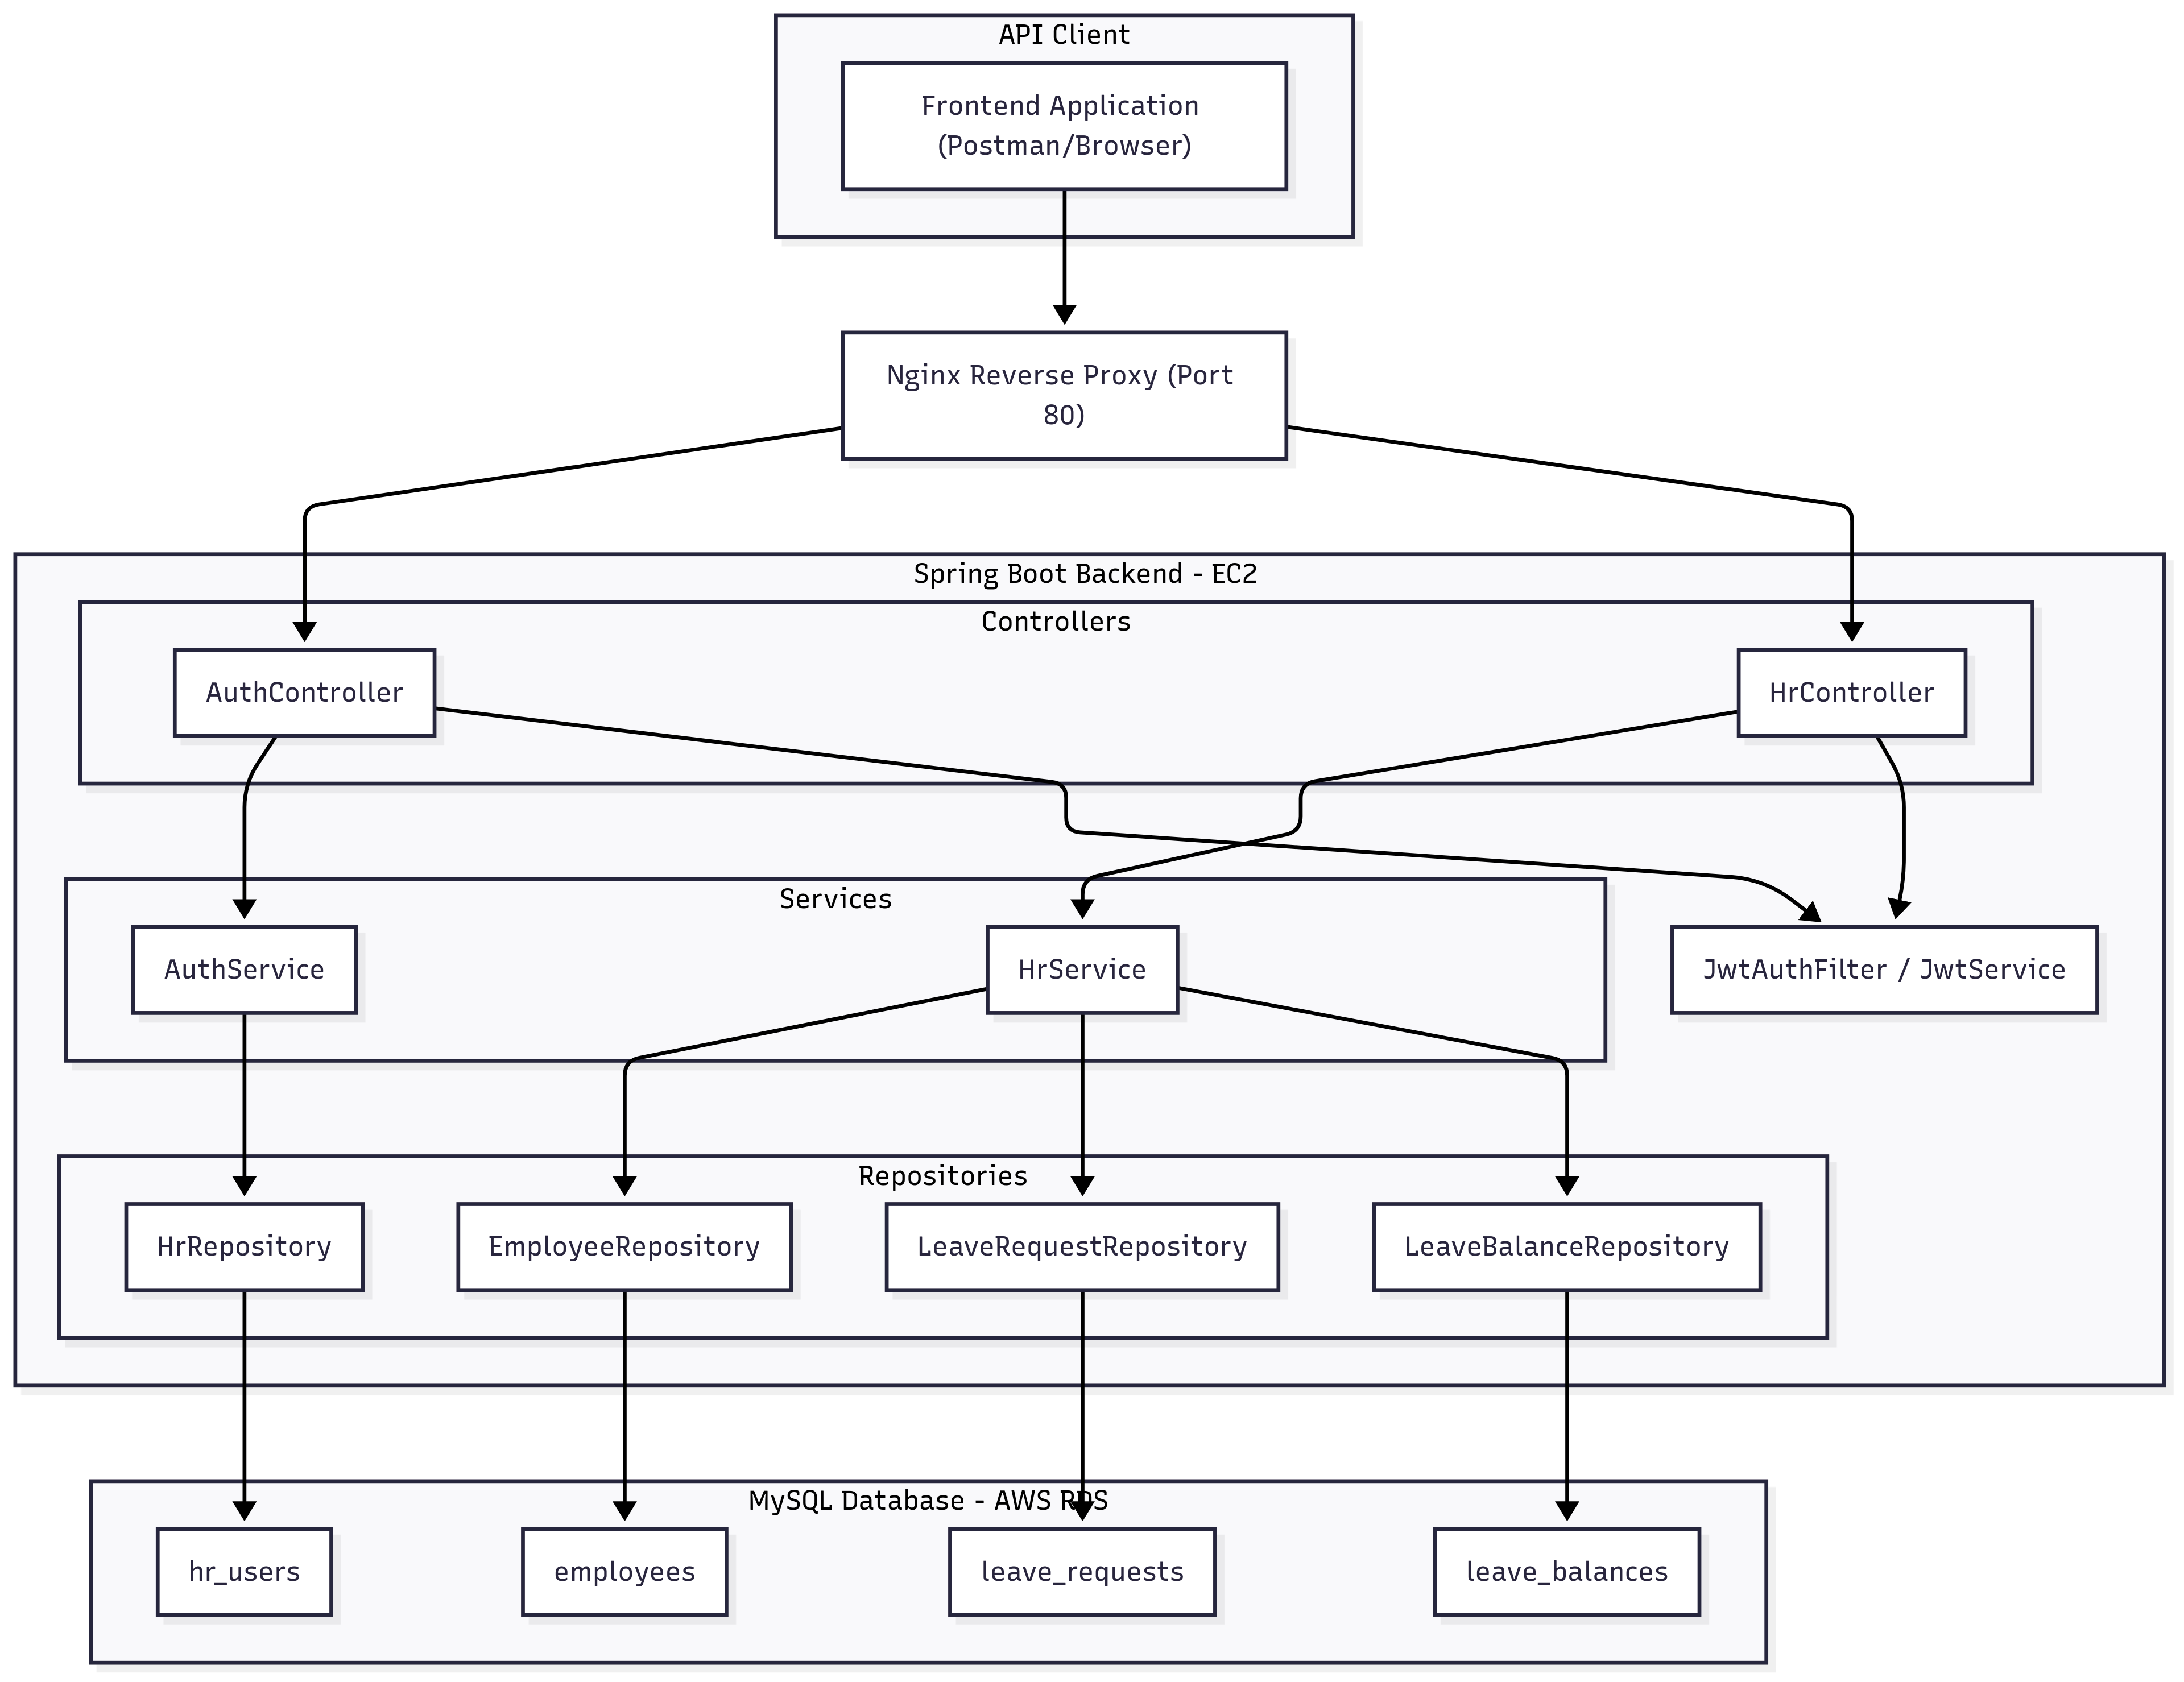 API Client
Frontend Application
(Postman/Browser)
Nginx Reverse Proxy (Port
80)
Spring Boot Backend - EC2
Controllers
AuthController
HrController
Services
AuthService
HrService
JwtAuthFilter / JwtService
Repositories
HrRepository
EmployeeRepository
LeaveRequestRepository
LeaveBalanceRepository
MySQL Database - AWS RDS
hr_users
employees
leave_requests
leave_balances